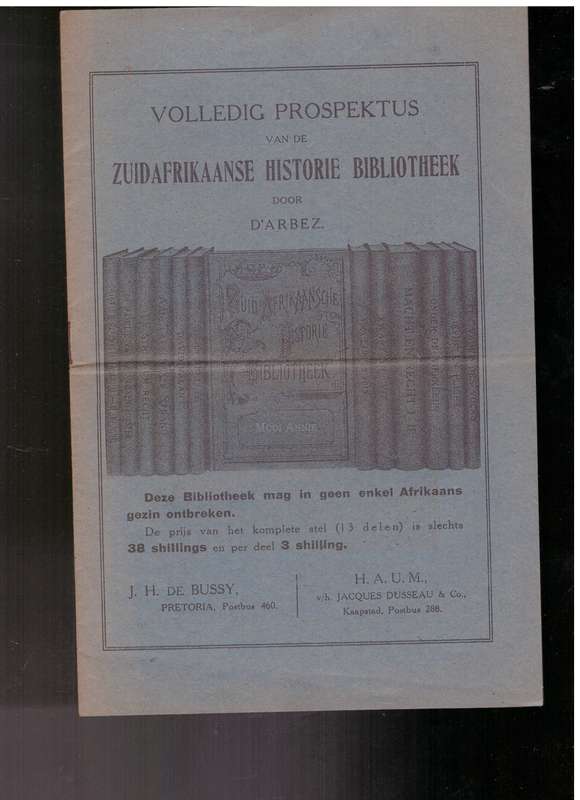 VOLLEDIG PROSPEKTUS
VAN DE
ZUIDAFRIKAANSE HISTORIE BIBLIOTHEEK
DOOR
D'ARBEZ.
ZUID AFRIKAANSCHE
HISTORIE
BIBLIOTHEEK.
MOOI ANNIE
Deze Bibliotheek mag in geen enkel Afrikaans
gezin ontbreken.
De prijs van het komplete stel (13 delen) is slechts
38 shillings en per deel 3 shilling.
J. H. DE BUSSY,
PRETORIA, Postbus 460.
H. A. U. M.,
v/h. JACQUES DUSSEAU & Co.,
Kaapstad, Postbus 288.